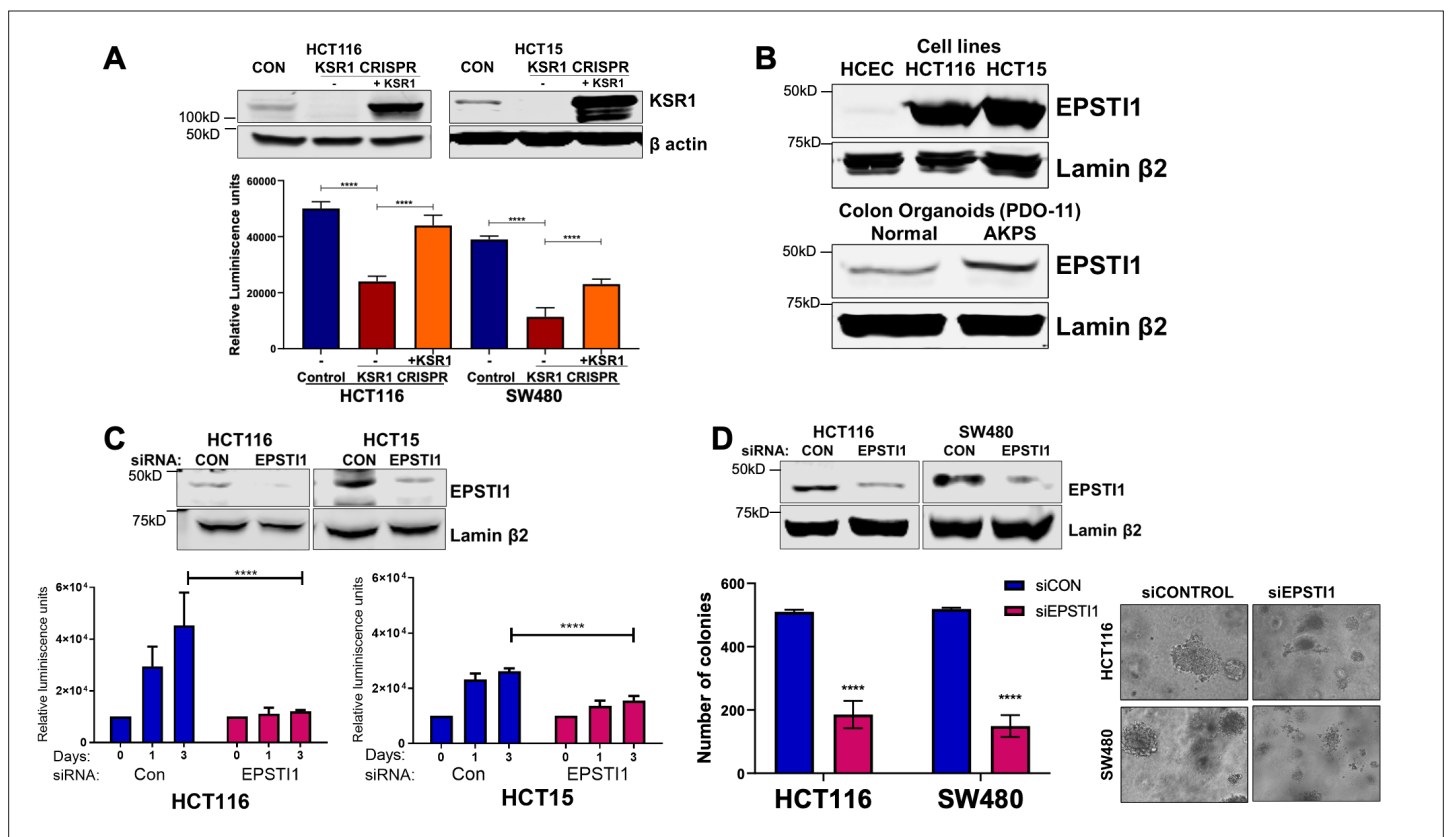 A
HCT116
CON KSR1 CRISPR
- + KSR1
100kD
50kD
HCT15
CON KSR1 CRISPR
- + KSR1
KSR1
β actin
Relative Luminiscence units
60000
40000
20000
0
**** **** **** ****
- - +KSR1 - - +KSR1
Control KSR1 CRISPR Control KSR1 CRISPR
HCT116 SW480
B
Cell lines
HCEC HCT116 HCT15
50kD
EPSTI1
75kD
Lamin β2
Colon Organoids (PDO-11)
Normal AKPS
50kD
EPSTI1
75kD
Lamin β2
C
HCT116 HCT15
siRNA: CON EPSTI1 CON EPSTI1
50kD
EPSTI1
75kD
Lamin β2
Relative luminiscence units
6×10⁴
4×10⁴
2×10⁴
0
****
Days: 0 1 3 0 1 3
siRNA: Con EPSTI1
HCT116
Relative luminiscence units
6×10⁴
4×10⁴
2×10⁴
0
****
Days: 0 1 3 0 1 3
siRNA: Con EPSTI1
HCT15
D
HCT116 SW480
siRNA: CON EPSTI1 CON EPSTI1
50kD
EPSTI1
75kD
Lamin β2
Number of colonies
600
400
200
0
siCON
siEPSTI1
**** ****
HCT116 SW480
siCONTROL siEPSTI1
HCT116
SW480